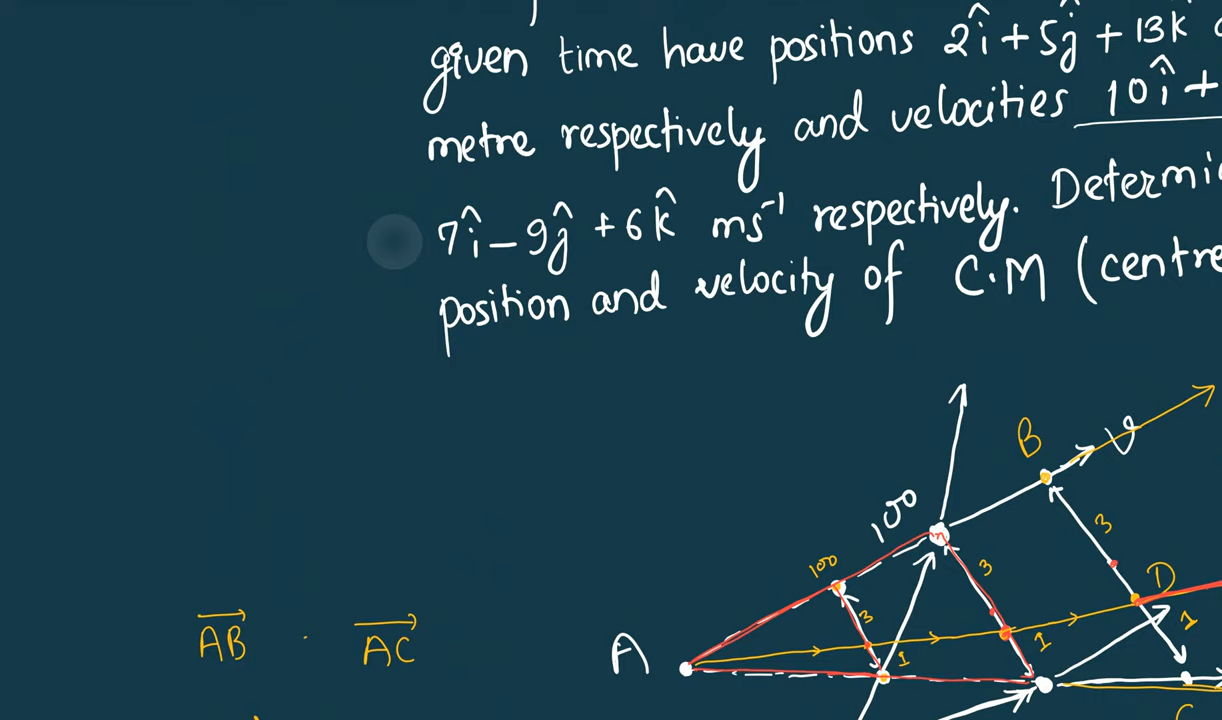 given time have positions 2î + 5ĵ + 13k̂
metre respectively and velocities 10î +
7î − 9ĵ + 6k̂ ms⁻¹ respectively. Determi
position and velocity of C.M (centre
B
v
100
3
100
3
D
3
1
1
1
A
AB · AC
C